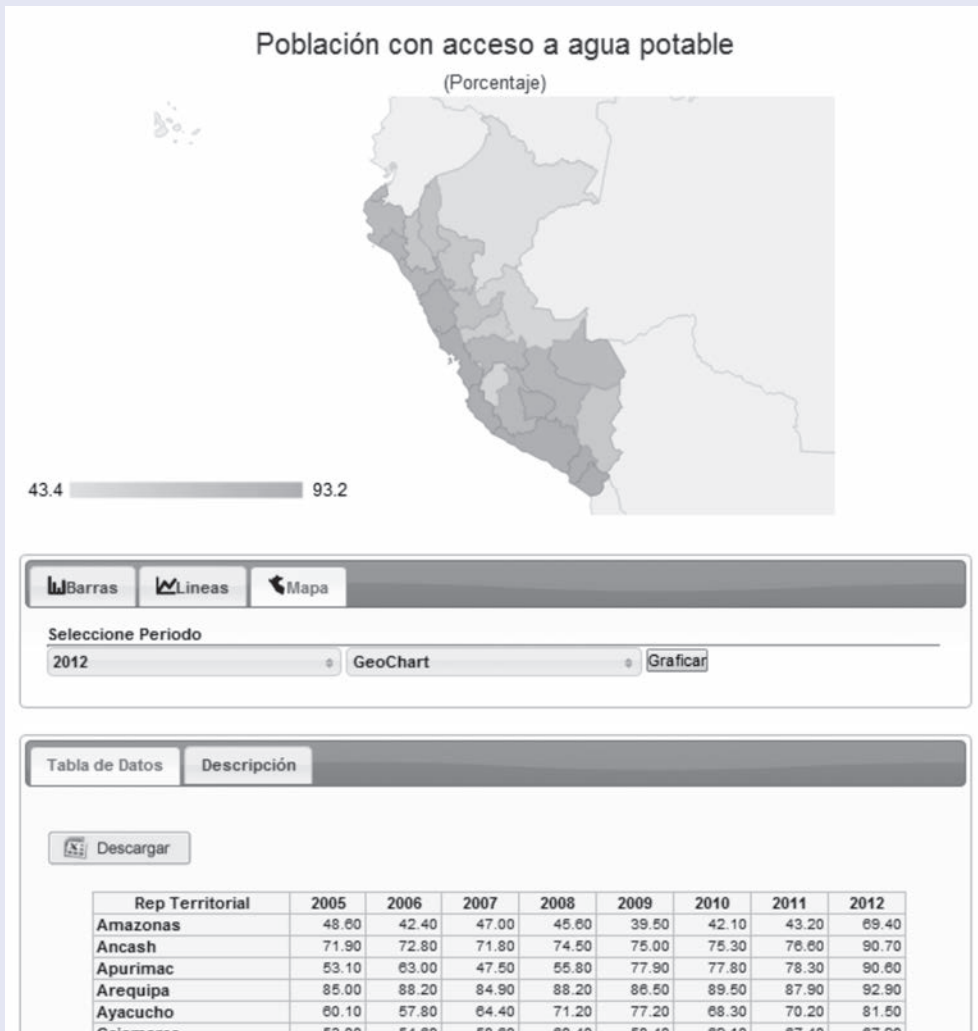 Población con acceso a agua potable
(Porcentaje)
43.4 93.2
Barras Lineas Mapa
Seleccione Periodo
2012 GeoChart Graficar
Tabla de Datos Descripción
Descargar
Rep Territorial 2005 2006 2007 2008 2009 2010 2011 2012
Amazonas 48.60 42.40 47.00 45.60 39.50 42.10 43.20 69.40
Ancash 71.90 72.80 71.80 74.50 75.00 75.30 76.60 90.70
Apurimac 53.10 63.00 47.50 55.80 77.90 77.80 78.30 90.60
Arequipa 85.00 88.20 84.90 88.20 86.50 89.50 87.90 92.90
Ayacucho 60.10 57.80 64.40 71.20 77.20 68.30 70.20 81.50